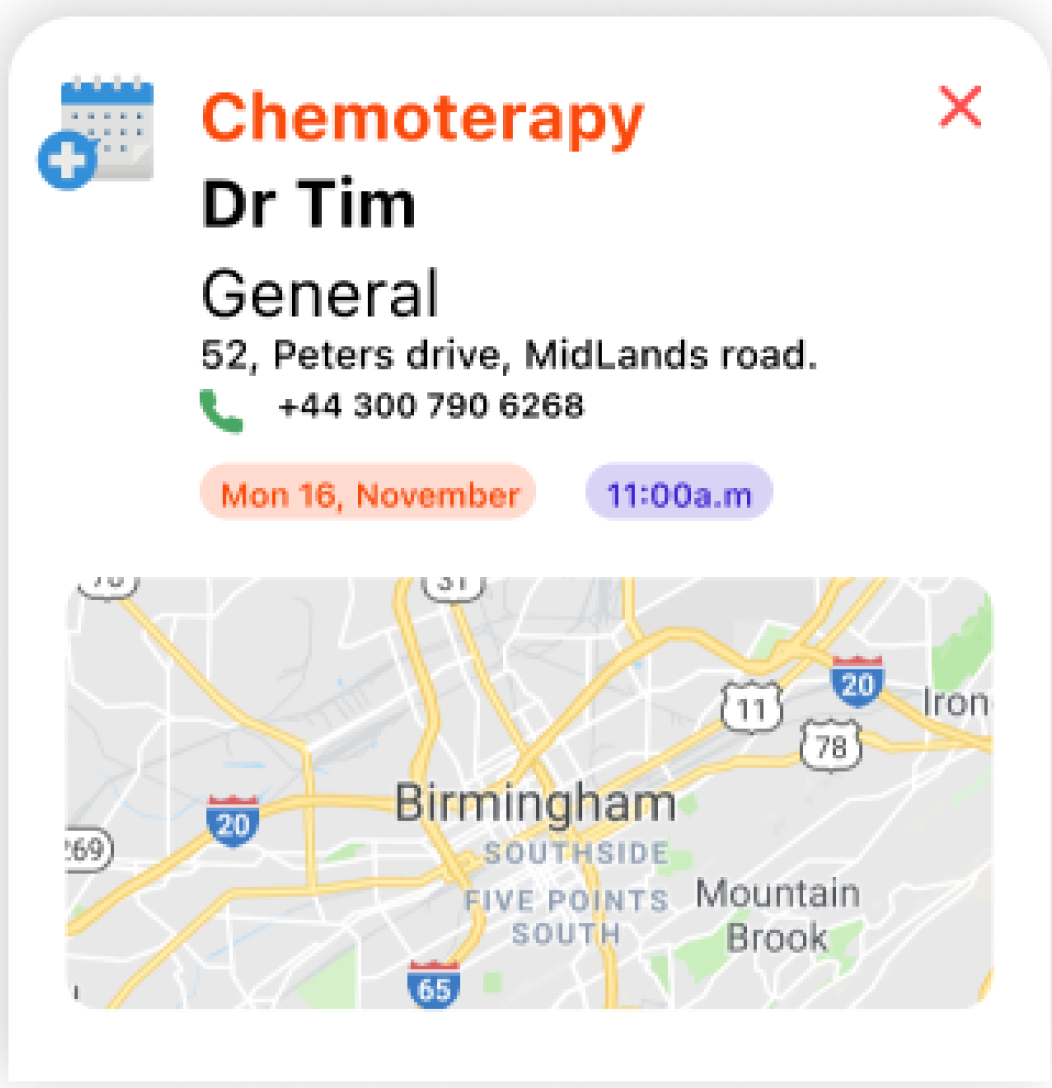 Chemoterapy
Dr Tim
General
52, Peters drive, MidLands road.
+44 300 790 6268
Mon 16, November
11:00a.m
31
20
11
Iron
78
Birmingham
20
SOUTHSIDE
269
FIVE POINTS
SOUTH
Mountain
Brook
65